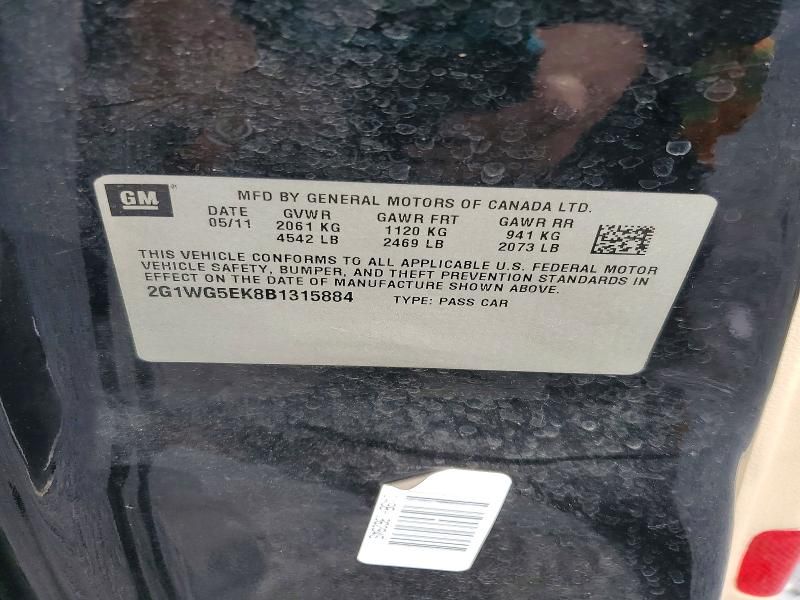 GM
MFD BY GENERAL MOTORS OF CANADA LTD.
DATE GVWR GAWR FRT GAWR RR
05/11 2061 KG 1120 KG 941 KG
4542 LB 2469 LB 2073 LB
THIS VEHICLE CONFORMS TO ALL APPLICABLE U.S. FEDERAL MOTOR
VEHICLE SAFETY, BUMPER, AND THEFT PREVENTION STANDARDS IN
EFFECT ON THE DATE OF MANUFACTURE SHOWN ABOVE.
2G1WG5EK8B1315884 TYPE: PASS CAR